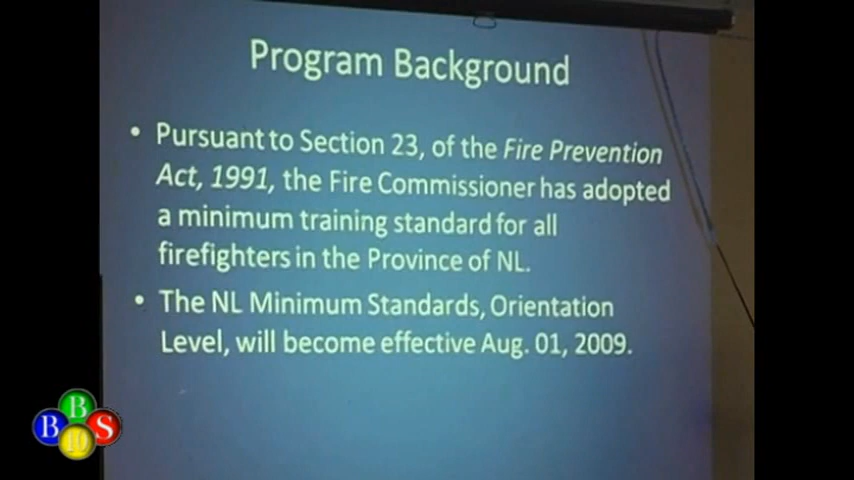 Program Background
• Pursuant to Section 23, of the Fire Prevention
Act, 1991, the Fire Commissioner has adopted
a minimum training standard for all
firefighters in the Province of NL.
• The NL Minimum Standards, Orientation
Level, will become effective Aug. 01, 2009.
B
B S
10